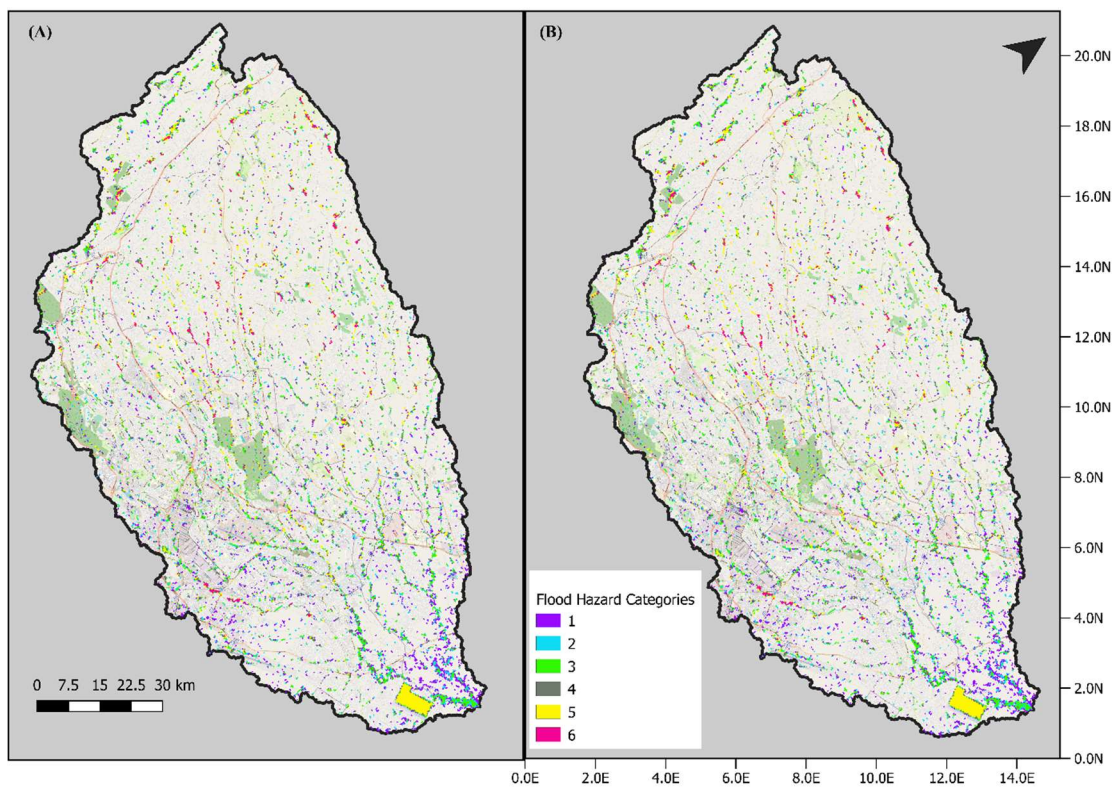 (A)
(B)
20.0N
18.0N
16.0N
14.0N
12.0N
10.0N
8.0N
6.0N
4.0N
2.0N
0.0N
Flood Hazard Categories
1
2
3
4
5
6
0 7.5 15 22.5 30 km
0.0E 2.0E 4.0E 6.0E 8.0E 10.0E 12.0E 14.0E